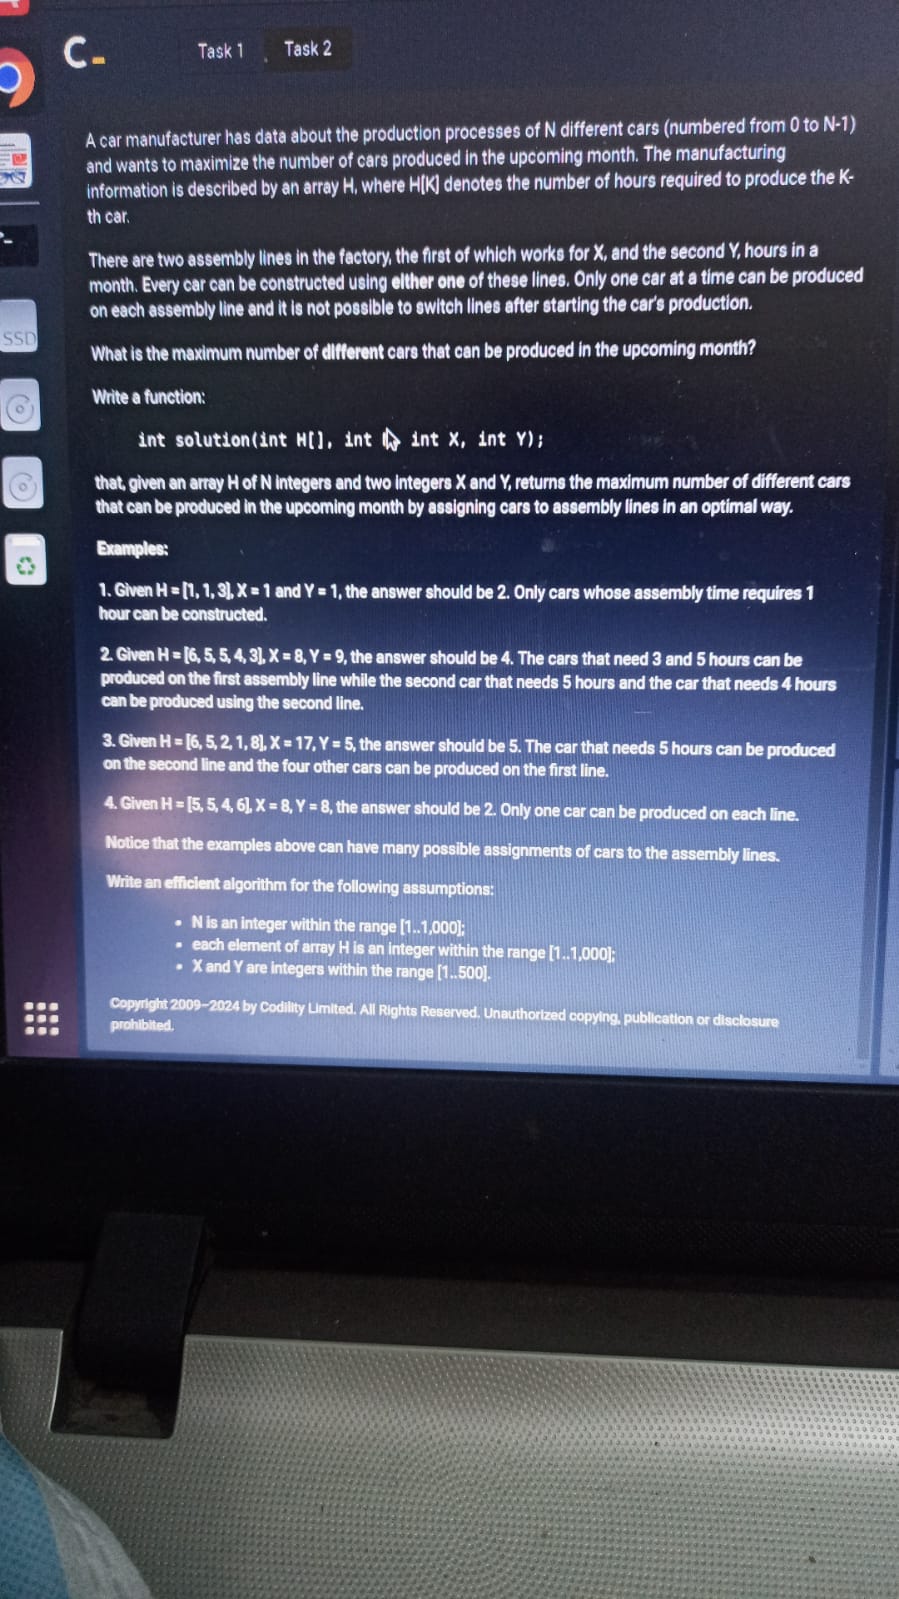 C_
Task 1
Task 2
A car manufacturer has data about the production processes of N different cars (numbered from 0 to N-1)
and wants to maximize the number of cars produced in the upcoming month. The manufacturing
information is described by an array H, where H[K] denotes the number of hours required to produce the K-
th car.
There are two assembly lines in the factory, the first of which works for X, and the second Y, hours in a
month. Every car can be constructed using either one of these lines. Only one car at a time can be produced
on each assembly line and it is not possible to switch lines after starting the car's production.
What is the maximum number of different cars that can be produced in the upcoming month?
Write a function:
int solution(int H[], int int X, int Y);
that, given an array H of N integers and two integers X and Y, returns the maximum number of different cars
that can be produced in the upcoming month by assigning cars to assembly lines in an optimal way.
Examples:
1. Given H = [1, 1, 3], X = 1 and Y = 1, the answer should be 2. Only cars whose assembly time requires 1
hour can be constructed.
2. Given H = [6, 5, 5, 4, 3], X = 8, Y = 9, the answer should be 4. The cars that need 3 and 5 hours can be
produced on the first assembly line while the second car that needs 5 hours and the car that needs 4 hours
can be produced using the second line.
3. Given H = [6, 5, 2, 1, 8], X = 17, Y = 5, the answer should be 5. The car that needs 5 hours can be produced
on the second line and the four other cars can be produced on the first line.
4. Given H = [5, 5, 4, 6], X = 8, Y = 8, the answer should be 2. Only one car can be produced on each line.
Notice that the examples above can have many possible assignments of cars to the assembly lines.
Write an efficient algorithm for the following assumptions:
• N is an integer within the range [1..1,000];
• each element of array H is an integer within the range [1..1,000];
• X and Y are integers within the range [1..500].
Copyright 2009–2024 by Codility Limited. All Rights Reserved. Unauthorized copying, publication or disclosure
prohibited.
SSD